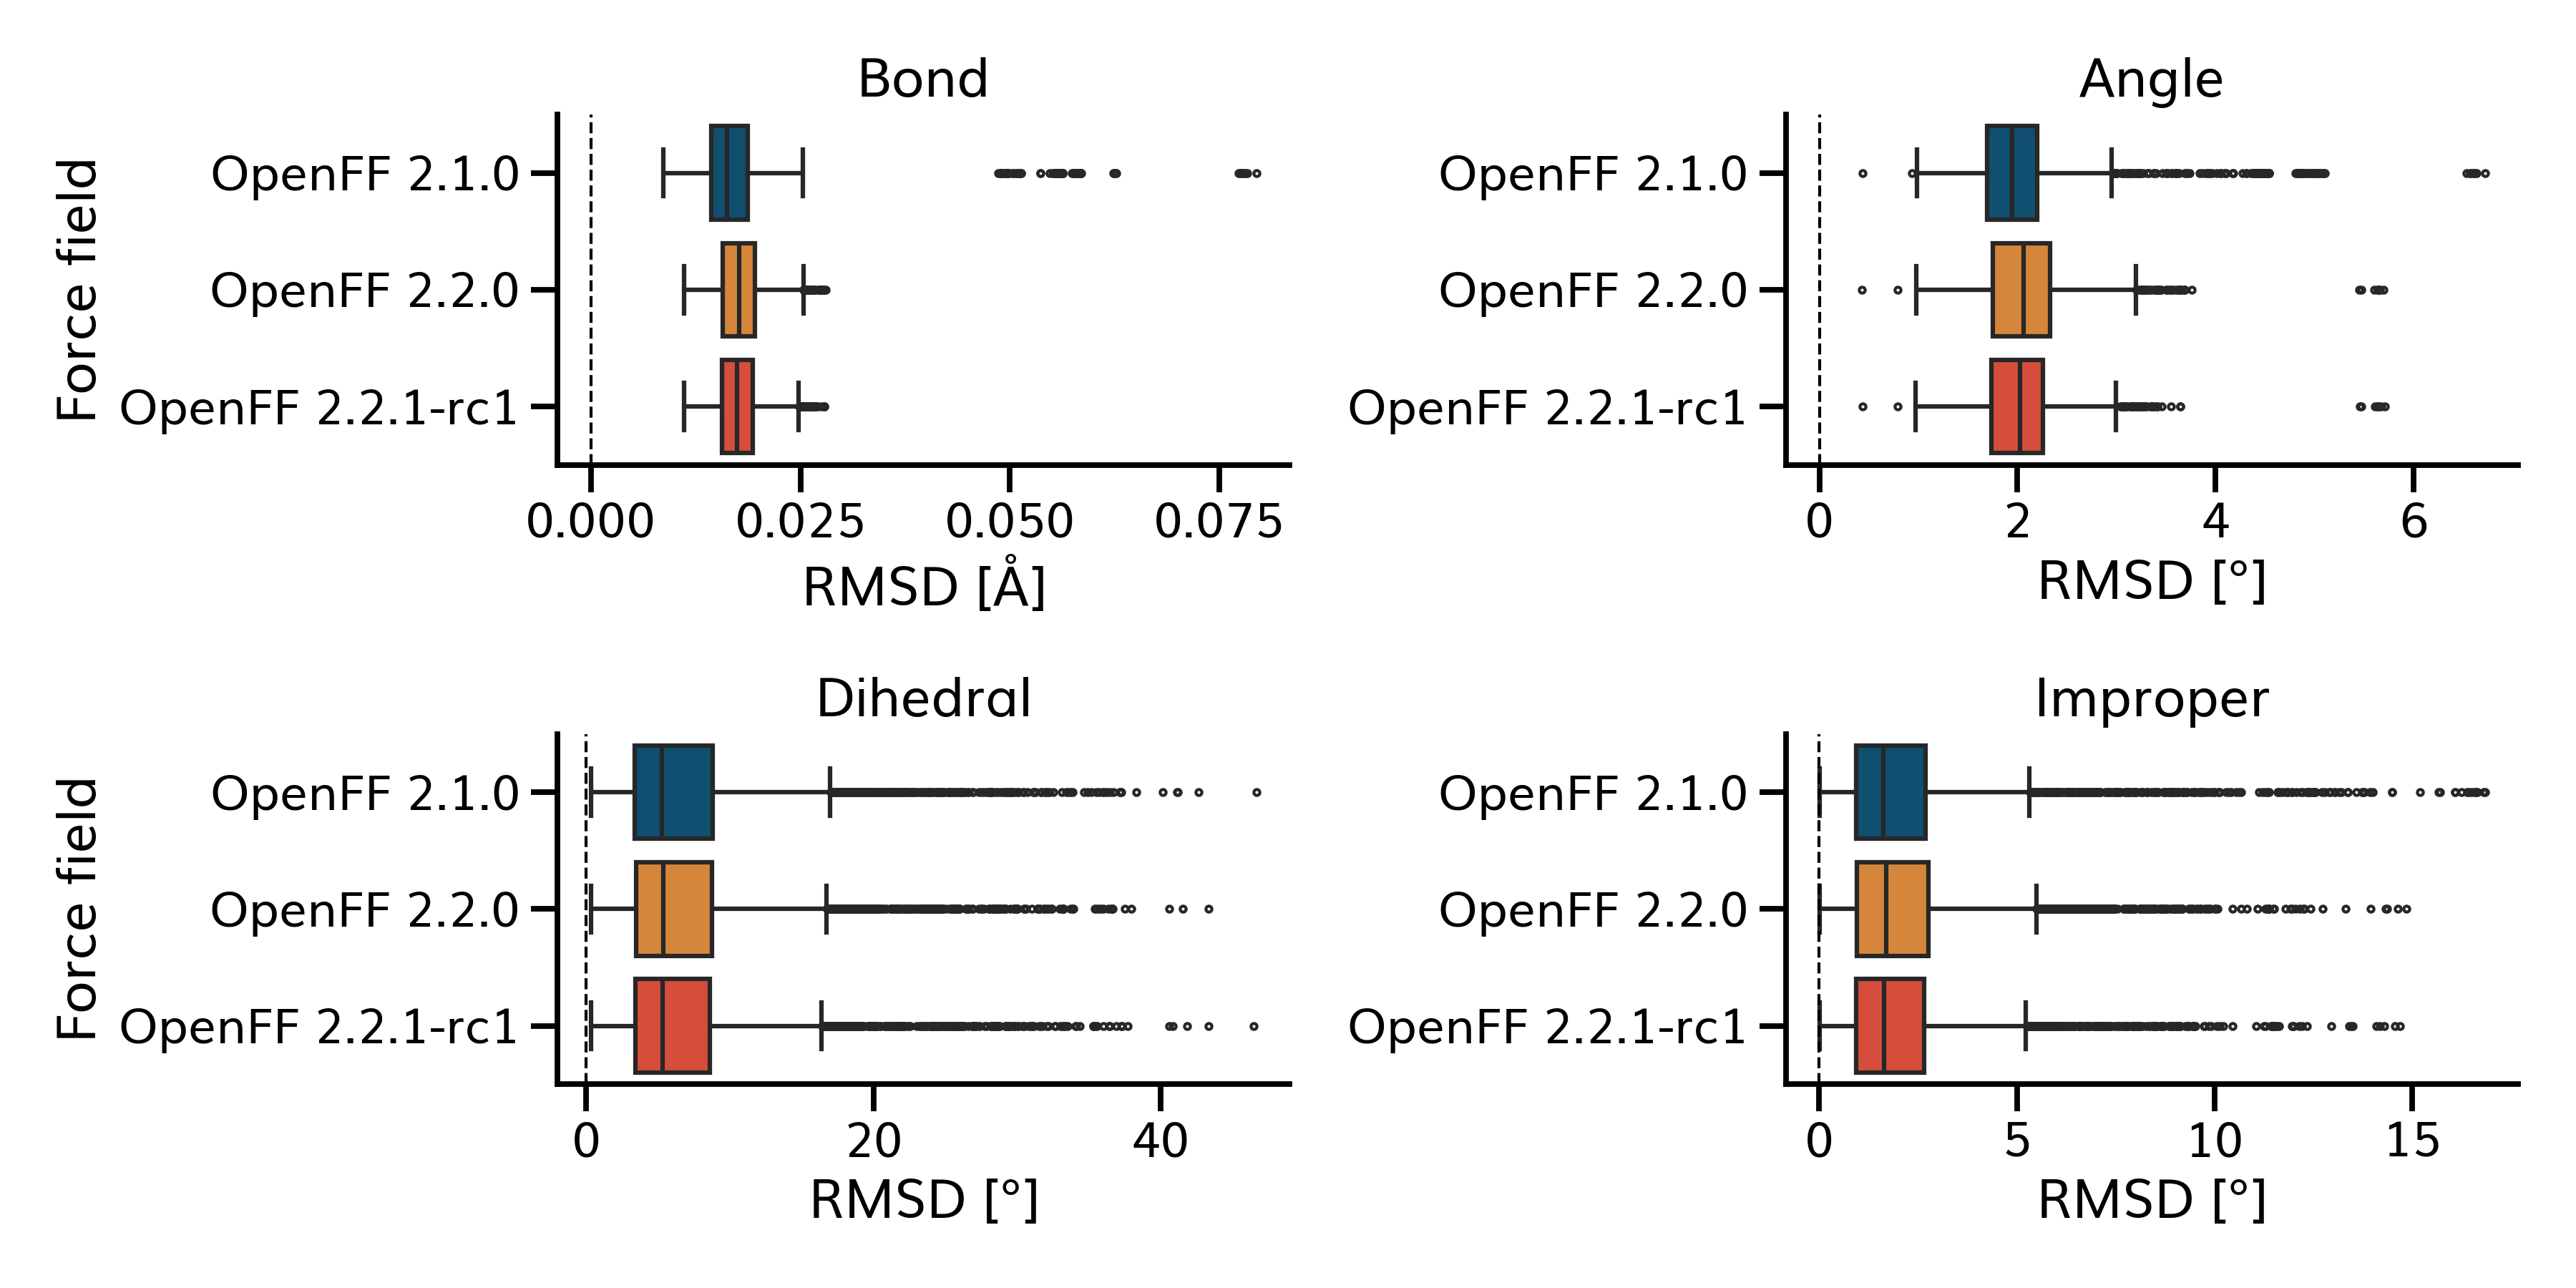 Bond
Force field
OpenFF 2.1.0
OpenFF 2.2.0
OpenFF 2.2.1-rc1
0.000 0.025 0.050 0.075
RMSD [Å]
Angle
OpenFF 2.1.0
OpenFF 2.2.0
OpenFF 2.2.1-rc1
0 2 4 6
RMSD [°]
Dihedral
Force field
OpenFF 2.1.0
OpenFF 2.2.0
OpenFF 2.2.1-rc1
0 20 40
RMSD [°]
Improper
OpenFF 2.1.0
OpenFF 2.2.0
OpenFF 2.2.1-rc1
0 5 10 15
RMSD [°]